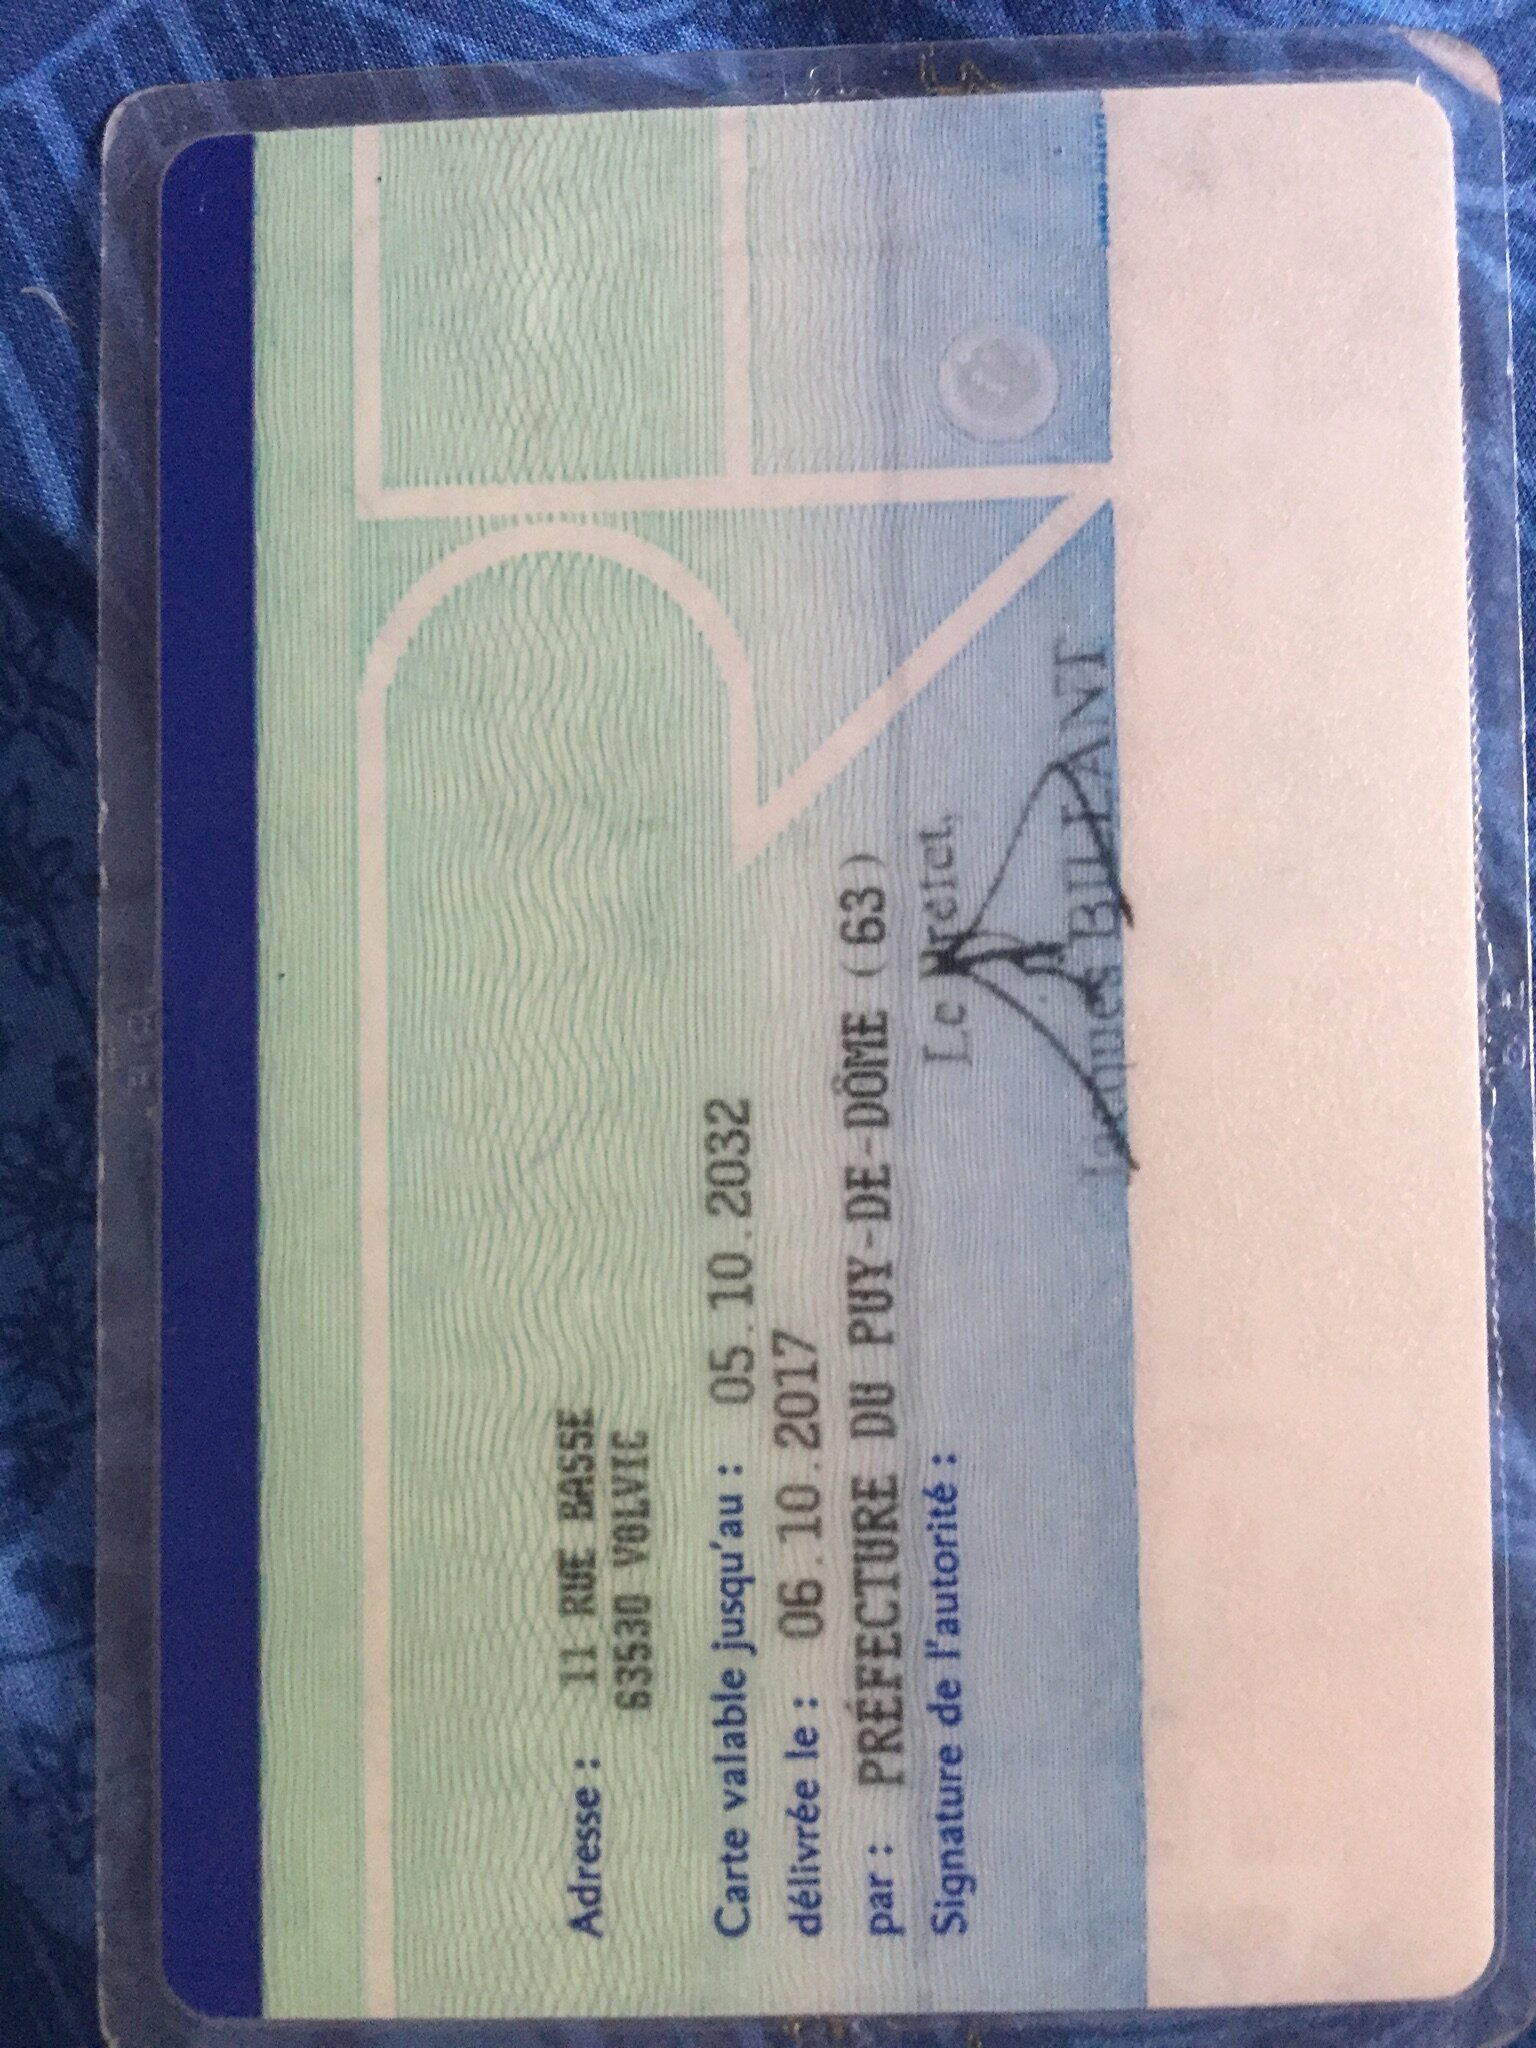 Adresse : 11 RUE BASSE
63530 VOLVIC
Carte valable jusqu'au : 05.10.2032
délivrée le : 06.10.2017
par : PRÉFECTURE DU PUY-DE-DÔME (63)
Signature de l'autorité :
Le Préfet,
Jacques BILLANT